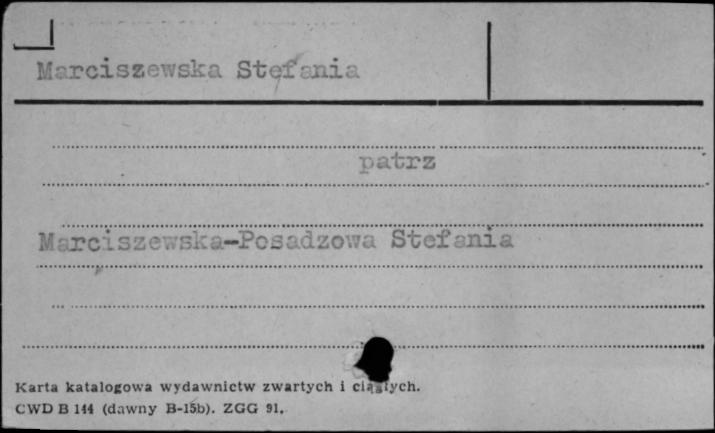 Marciszewska Stefania
patrz
Marciszewska-Posadzowa Stefania
Karta katalogowa wydawnictw zwartych i ciągłych.
CWD B 144 (dawny B-15b). ZGG 91.